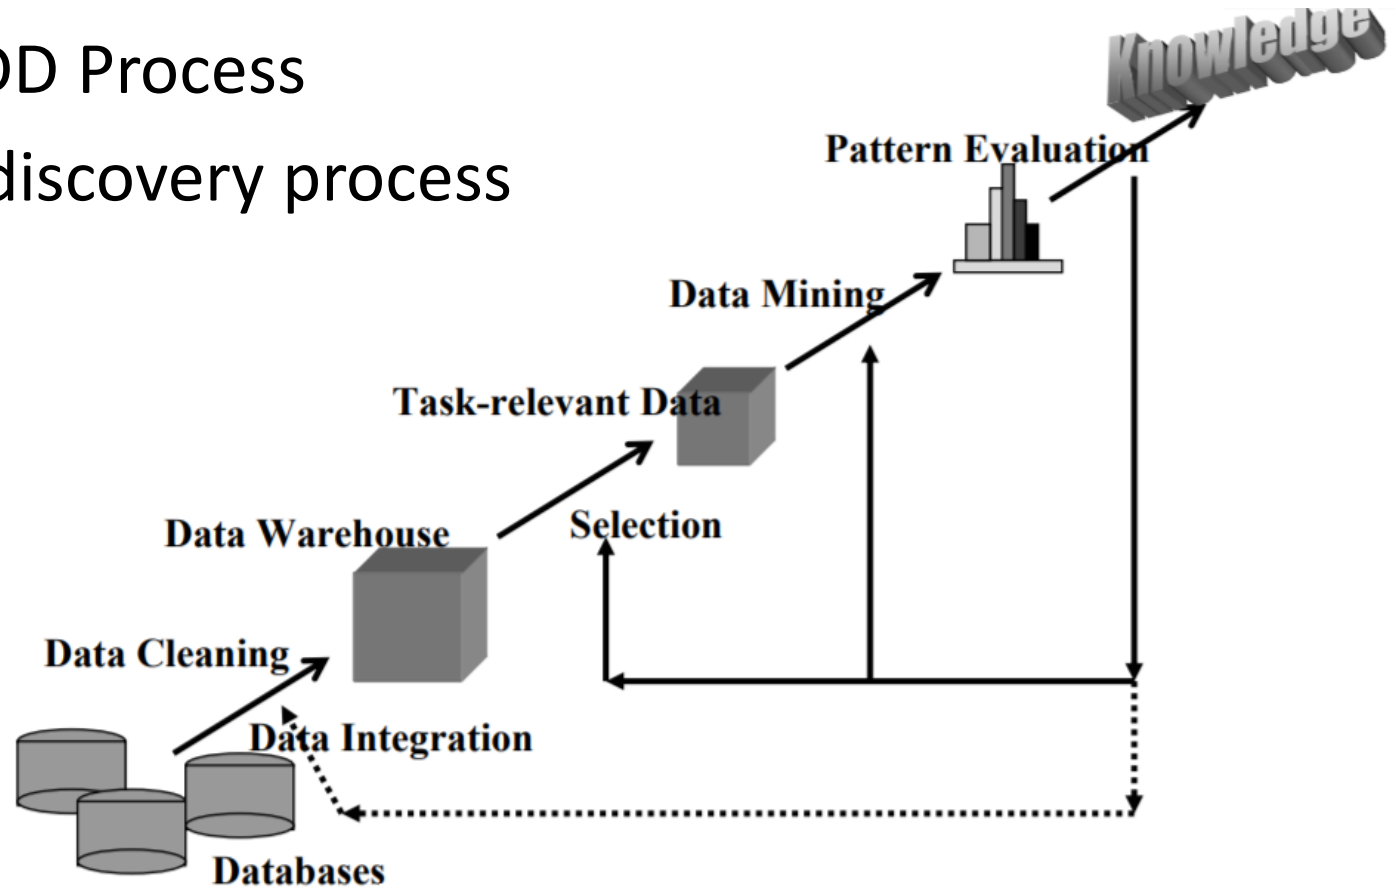 DD Process
discovery process
Knowledge
Pattern Evaluation
Data Mining
Task-relevant Data
Selection
Data Warehouse
Data Cleaning
Data Integration
Databases